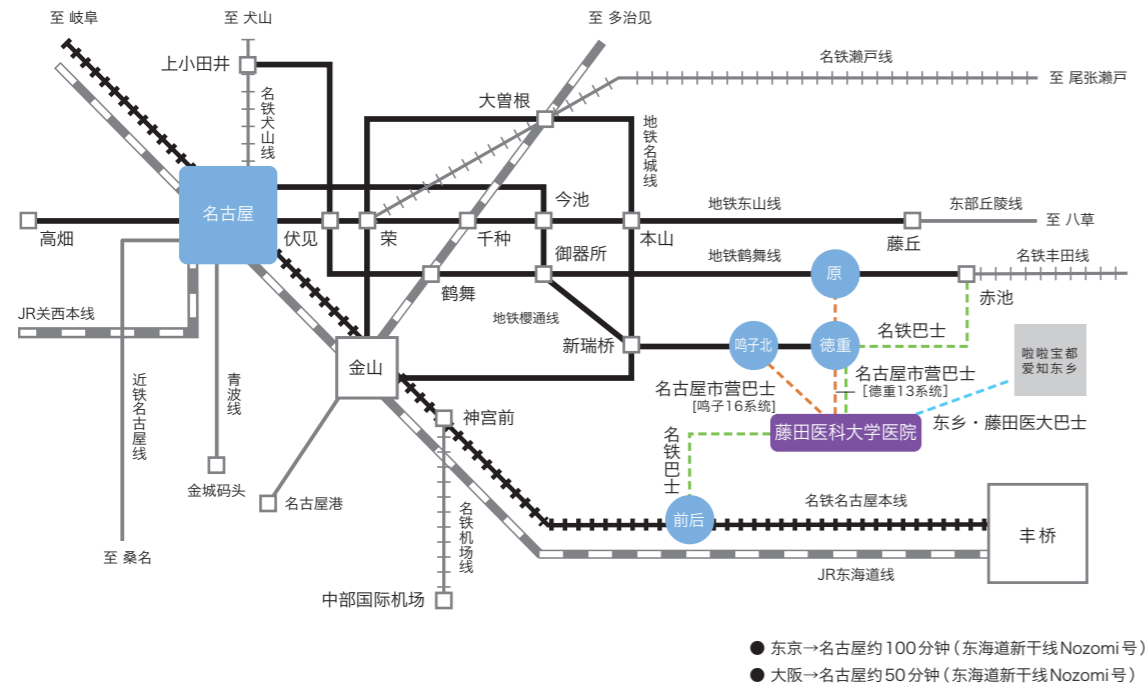 至 岐阜
至 犬山
至 多治见
上小田井
名铁犬山线
名铁濑户线
至 尾张濑户
大曽根
地铁名城线
名古屋
今池
地铁东山线
东部丘陵线
至 八草
高畑
伏见
荣
千种
本山
藤丘
御器所
地铁鹤舞线
原
名铁丰田线
鹤舞
赤池
JR关西本线
地铁樱通线
新瑞桥
鸣子北
徳重
名铁巴士
啦啦宝都
爱知东乡
金山
近铁名古屋线
青波线
名古屋市营巴士
[鸣子16系统]
名古屋市营巴士
[徳重13系统]
神宫前
藤田医科大学医院
东乡・藤田医大巴士
名铁巴士
金城码头
名古屋港
名铁机场线
前后
名铁名古屋本线
丰桥
至 桑名
JR东海道线
中部国际机场
● 东京→名古屋约100分钟（东海道新干线Nozomi号）
● 大阪→名古屋约50分钟（东海道新干线Nozomi号）